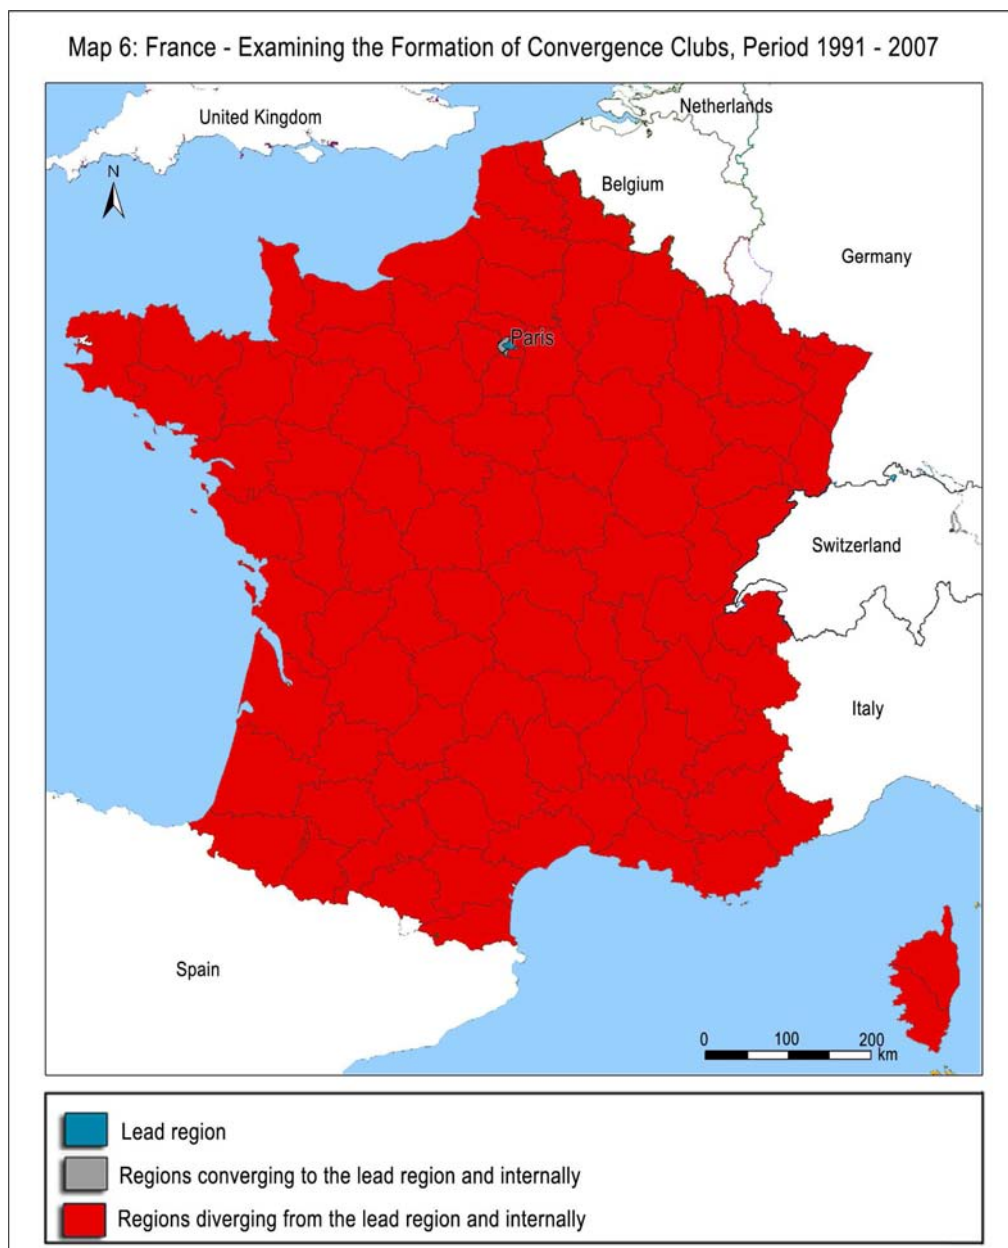 Map 6: France - Examining the Formation of Convergence Clubs, Period 1991 - 2007
Netherlands
United Kingdom
N
Belgium
Germany
Paris
Switzerland
Italy
Spain
0 100 200
km
Lead region
Regions converging to the lead region and internally
Regions diverging from the lead region and internally